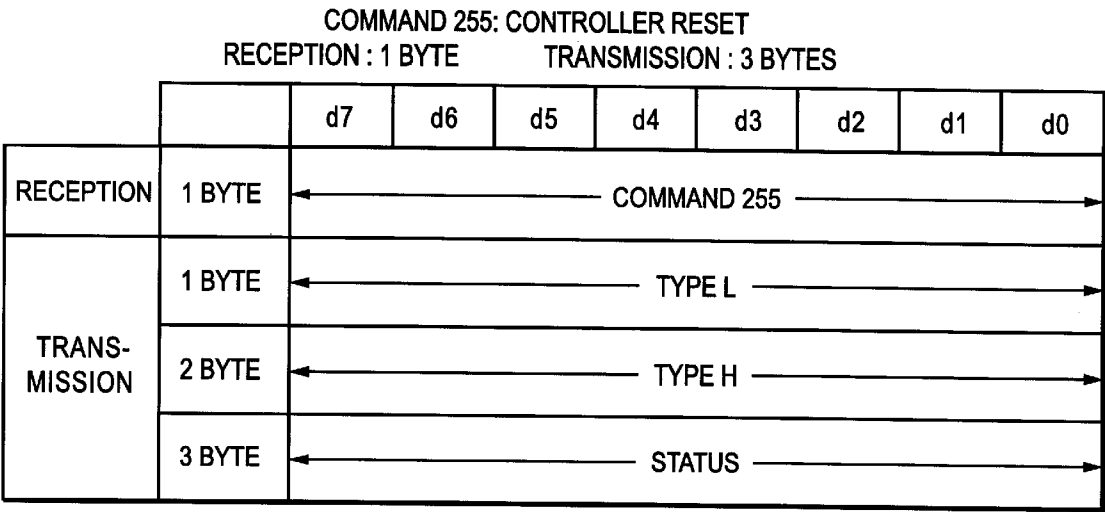 COMMAND 255: CONTROLLER RESET
RECEPTION : 1 BYTE TRANSMISSION : 3 BYTES
d7 d6 d5 d4 d3 d2 d1 d0
RECEPTION 1 BYTE COMMAND 255
1 BYTE TYPE L
TRANS-
MISSION
2 BYTE TYPE H
3 BYTE STATUS